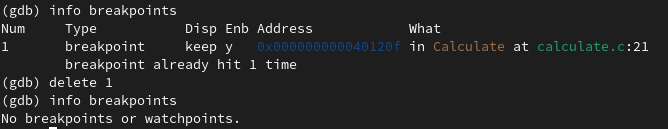 (gdb) info breakpoints
Num     Type           Disp Enb Address            What
1       breakpoint     keep y   0x000000000040120f in Calculate at calculate.c:21
        breakpoint already hit 1 time
(gdb) delete 1
(gdb) info breakpoints
No breakpoints or watchpoints.